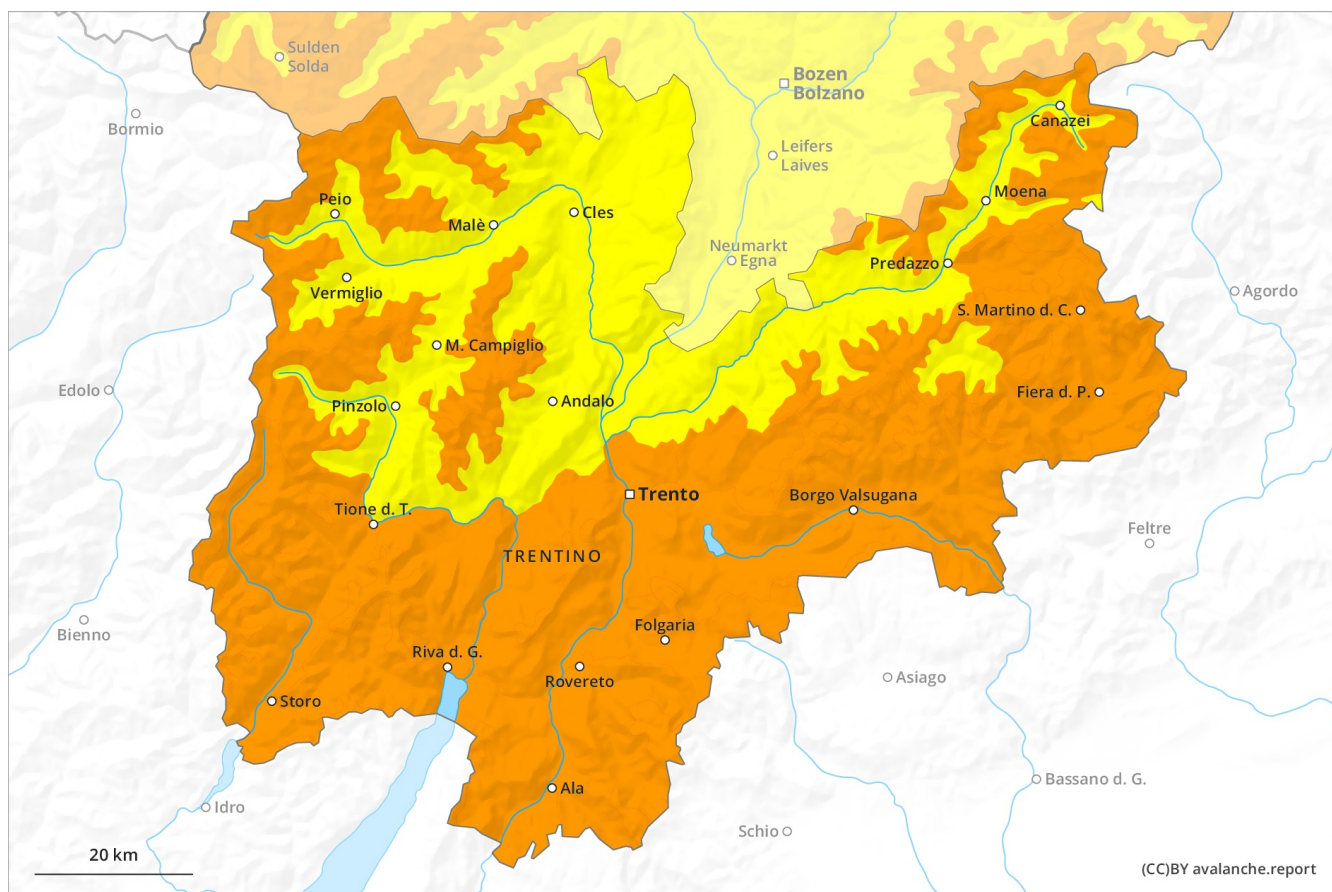 Sulden
Solda
Bozen
Bolzano
Bormio
Canazei
Leifers
Laives
Peio
Moena
Malè
Cles
Neumarkt
Egna
Predazzo
Vermiglio
Agordo
S. Martino d. C.
M. Campiglio
Edolo
Fiera d. P.
Andalo
Pinzolo
Trento
Borgo Valsugana
Tione d. T.
Feltre
TRENTINO
Bienno
Folgaria
Riva d. G.
Rovereto
Asiago
Storo
Bassano d. G.
Ala
Idro
Schio
20 km
(CC)BY avalanche.report